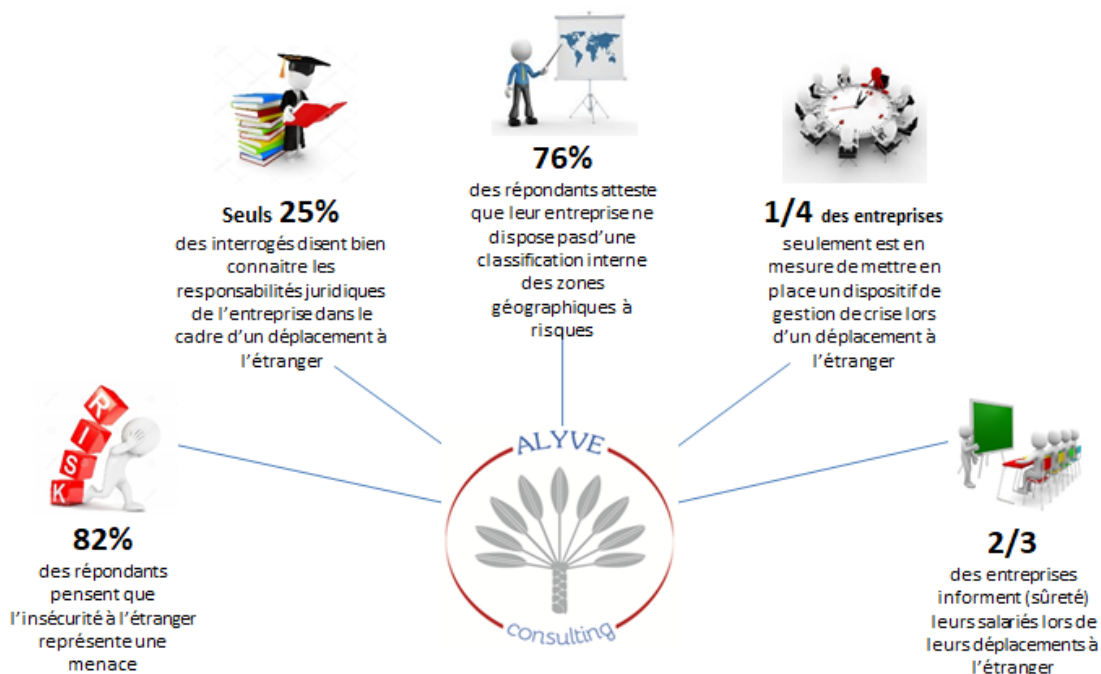 R
I
S
K
82%
des répondants
pensent que
l'insécurité à l'étranger
représente une
menace
Seuls 25%
des interrogés disent bien
connaitre les
responsabilités juridiques
de l'entreprise dans le
cadre d'un déplacement à
l'étranger
76%
des répondants atteste
que leur entreprise ne
dispose pas d'une
classification interne
des zones
géographiques à
risques
1/4 des entreprises
seulement est en
mesure de mettre en
place un dispositif de
gestion de crise lors
d'un déplacement à
l'étranger
2/3
des entreprises
informent (sûreté)
leurs salariés lors de
leurs déplacements à
l'étranger
ALYVE
consulting